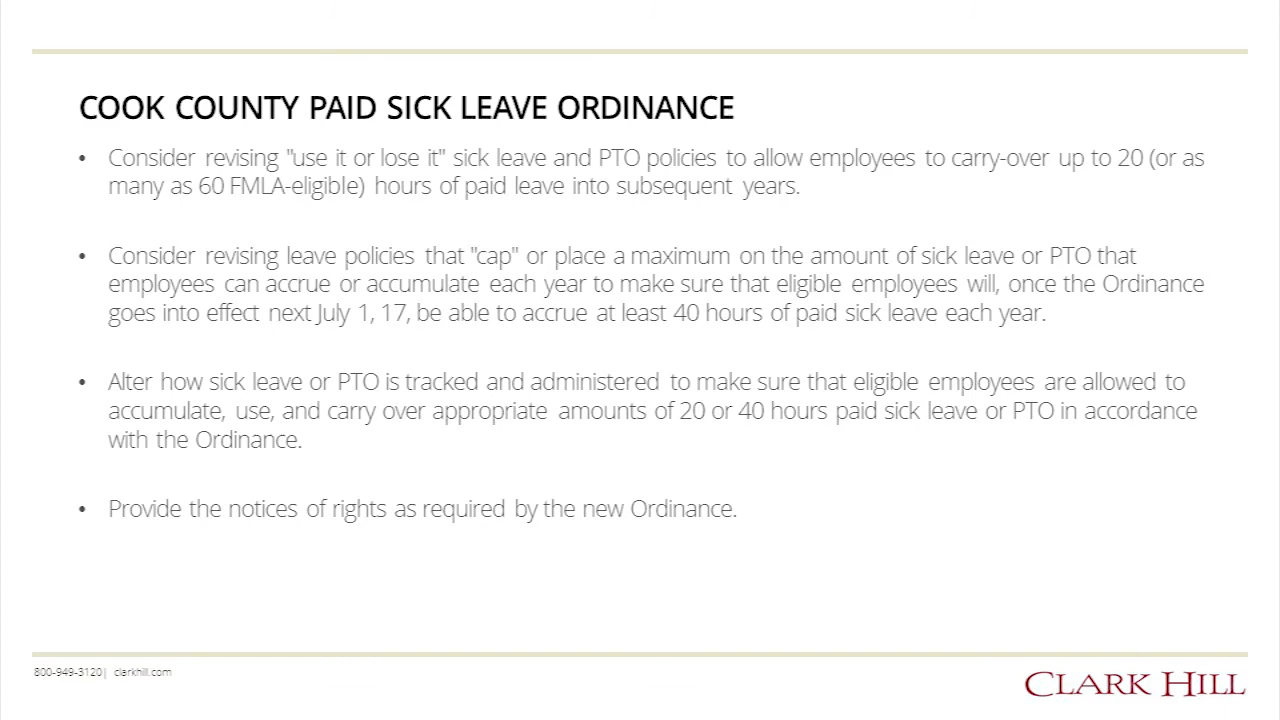 COOK COUNTY PAID SICK LEAVE ORDINANCE
• Consider revising "use it or lose it" sick leave and PTO policies to allow employees to carry-over up to 20 (or as
many as 60 FMLA-eligible) hours of paid leave into subsequent years.
• Consider revising leave policies that "cap" or place a maximum on the amount of sick leave or PTO that
employees can accrue or accumulate each year to make sure that eligible employees will, once the Ordinance
goes into effect next July 1, 17, be able to accrue at least 40 hours of paid sick leave each year.
• Alter how sick leave or PTO is tracked and administered to make sure that eligible employees are allowed to
accumulate, use, and carry over appropriate amounts of 20 or 40 hours paid sick leave or PTO in accordance
with the Ordinance.
• Provide the notices of rights as required by the new Ordinance.
800-949-3120| clarkhill.com
CLARK HILL